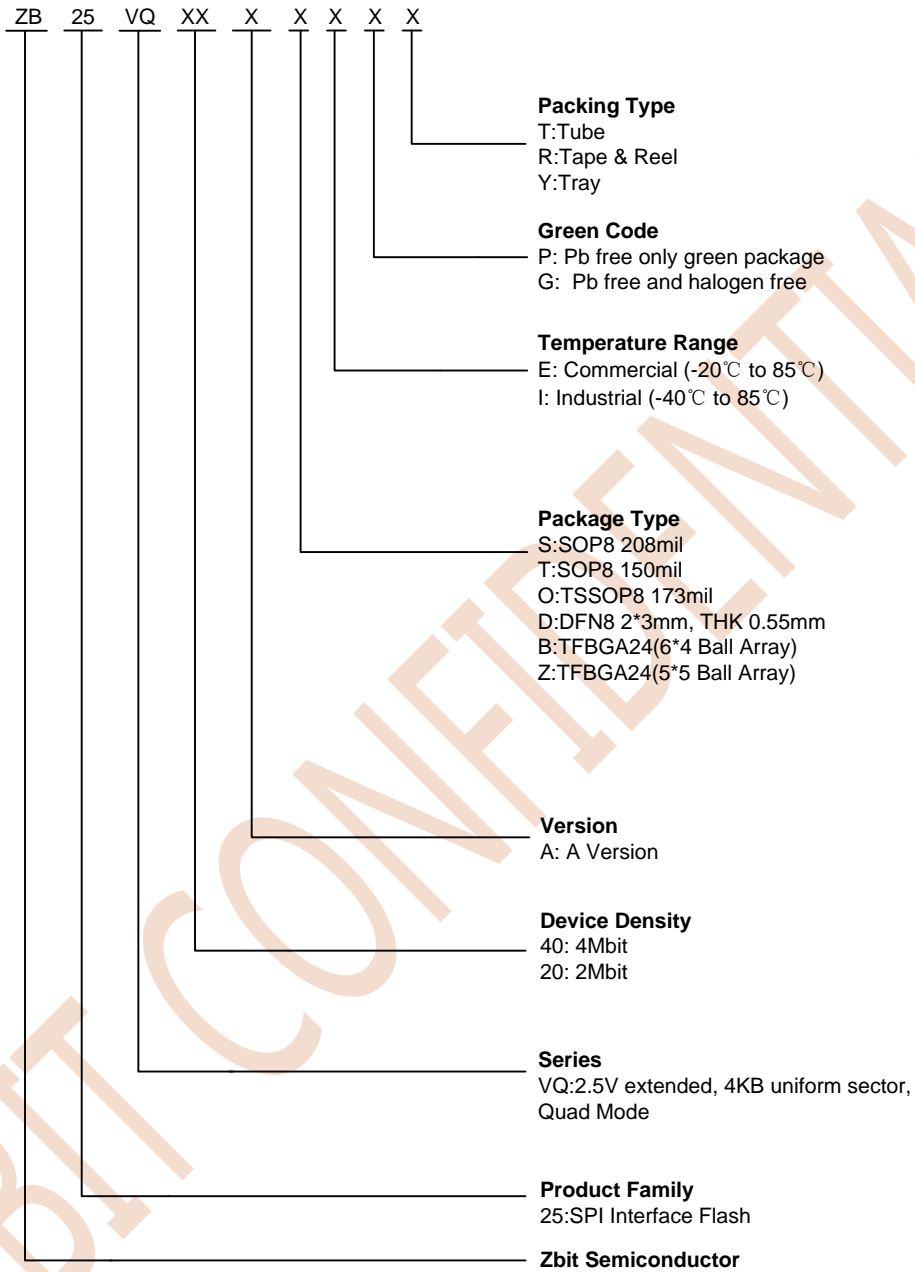 ZB 25 VQ XX X X X X X
Packing Type
T:Tube
R:Tape & Reel
Y:Tray
Green Code
P: Pb free only green package
G: Pb free and halogen free
Temperature Range
E: Commercial (-20℃ to 85℃)
I: Industrial (-40℃ to 85℃)
Package Type
S:SOP8 208mil
T:SOP8 150mil
O:TSSOP8 173mil
D:DFN8 2*3mm, THK 0.55mm
B:TFBGA24(6*4 Ball Array)
Z:TFBGA24(5*5 Ball Array)
Version
A: A Version
Device Density
40: 4Mbit
20: 2Mbit
Series
VQ:2.5V extended, 4KB uniform sector,
Quad Mode
Product Family
25:SPI Interface Flash
Zbit Semiconductor
BIT CONFIDENTIA